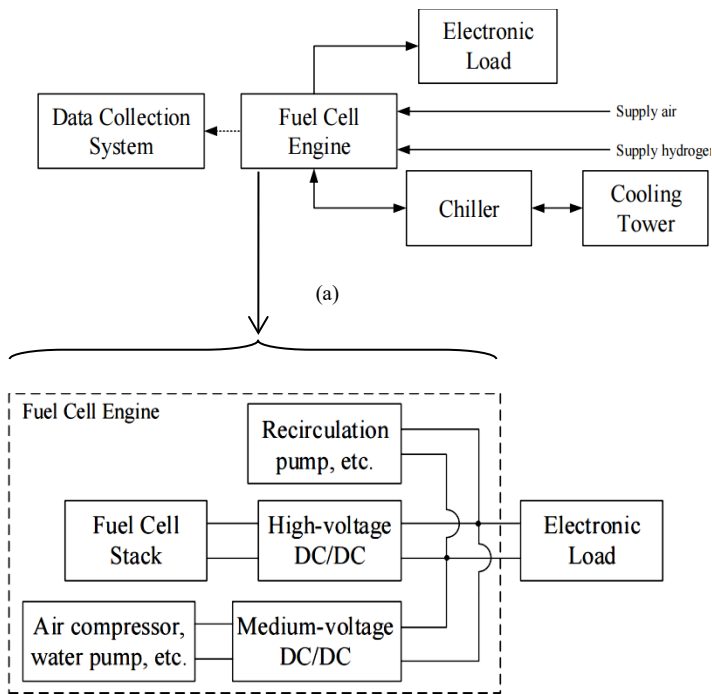 Electronic
Load
Data Collection
System
Fuel Cell
Engine
Supply air
Supply hydrogen
Chiller
Cooling
Tower
(a)
Fuel Cell Engine
Recirculation
pump, etc.
Fuel Cell
Stack
High-voltage
DC/DC
Electronic
Load
Air compressor,
water pump, etc.
Medium-voltage
DC/DC